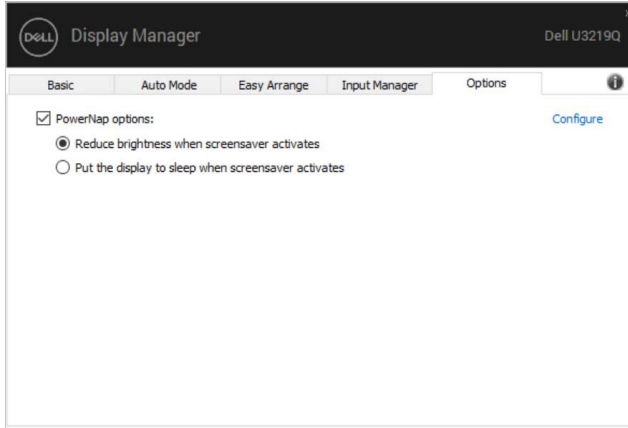 DELL Display Manager Dell U3219Q
Basic Auto Mode Easy Arrange Input Manager Options
PowerNap options: Configure
Reduce brightness when screensaver activates
Put the display to sleep when screensaver activates